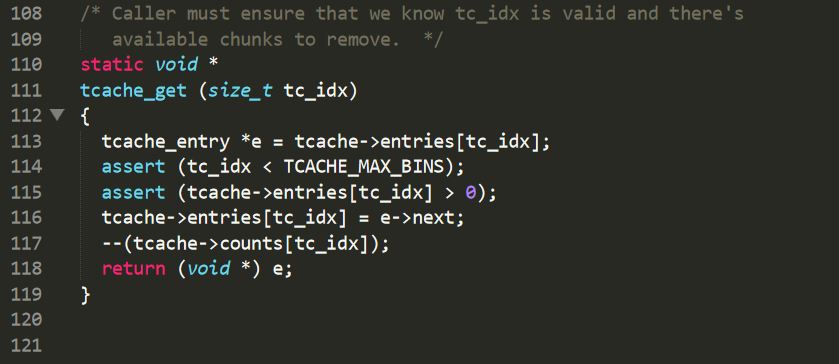 108 /* Caller must ensure that we know tc_idx is valid and there's
109 available chunks to remove. */
110 static void *
111 tcache_get (size_t tc_idx)
112 {
113 tcache_entry *e = tcache->entries[tc_idx];
114 assert (tc_idx < TCACHE_MAX_BINS);
115 assert (tcache->entries[tc_idx] > 0);
116 tcache->entries[tc_idx] = e->next;
117 --(tcache->counts[tc_idx]);
118 return (void *) e;
119 }
120
121